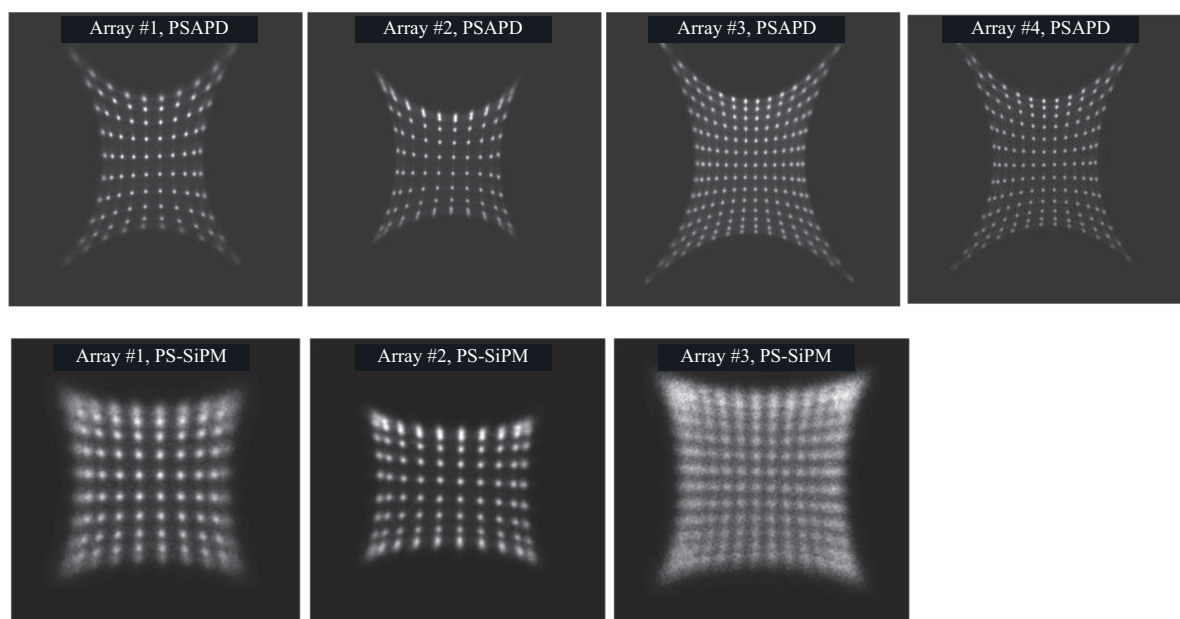 Array #1, PSAPD
Array #2, PSAPD
Array #3, PSAPD
Array #4, PSAPD
Array #1, PS-SiPM
Array #2, PS-SiPM
Array #3, PS-SiPM